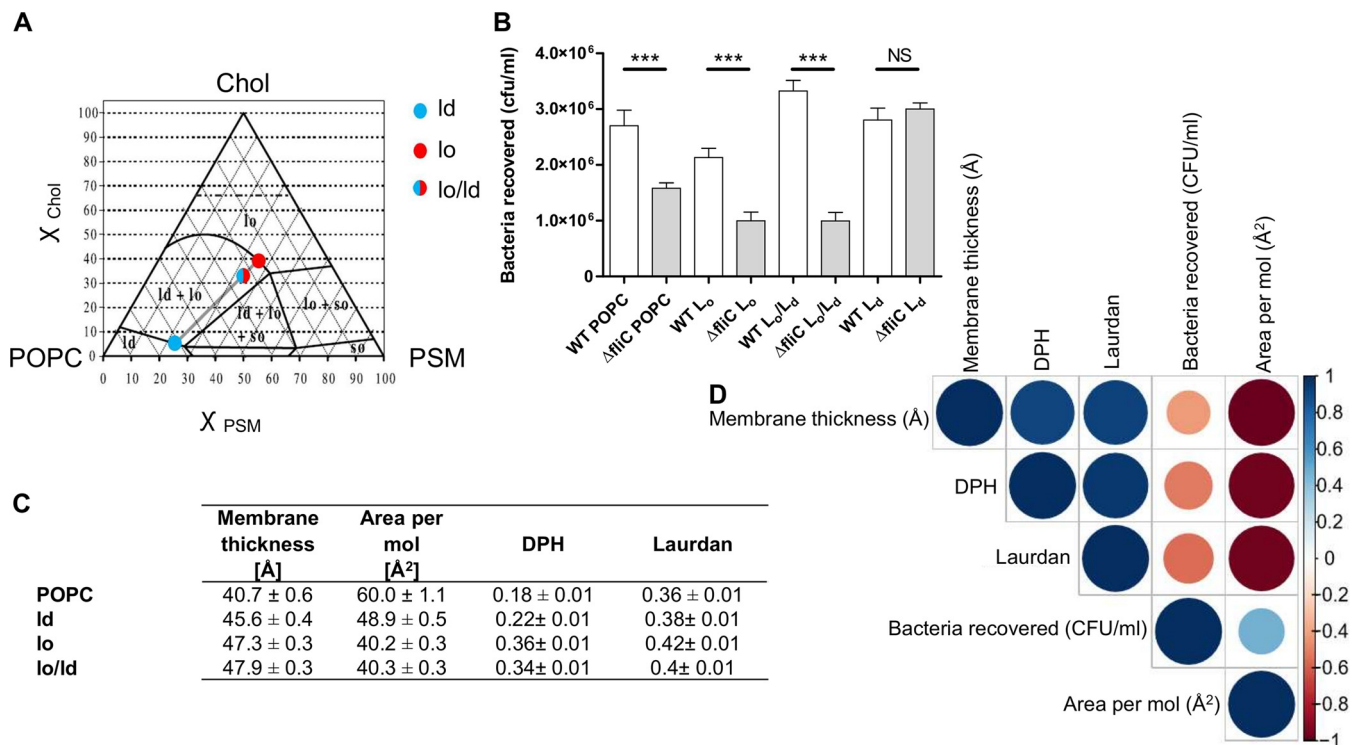 A
Chol
100
90
80
70
60
50
40
30
20
10
0
X Chol
ld
lo
lo/ld
lo
ld + lo
ld + lo
+ so
lo + so
ld
so
POPC
PSM
0 10 20 30 40 50 60 70 80 90 100
X PSM
B
Bacteria recovered (cfu/ml)
4.0×10⁶
3.0×10⁶
2.0×10⁶
1.0×10⁶
0
*** *** *** NS
WT POPC
ΔfliC POPC
WT Lₒ
ΔfliC Lₒ
WT Lₒ/L_d
ΔfliC Lₒ/L_d
WT L_d
ΔfliC L_d
C
Membrane thickness [Å] Area per mol [Å²] DPH Laurdan
POPC 40.7 ± 0.6 60.0 ± 1.1 0.18 ± 0.01 0.36 ± 0.01
ld 45.6 ± 0.4 48.9 ± 0.5 0.22± 0.01 0.38± 0.01
lo 47.3 ± 0.3 40.2 ± 0.3 0.36± 0.01 0.42± 0.01
lo/ld 47.9 ± 0.3 40.3 ± 0.3 0.34± 0.01 0.4± 0.01
D
Membrane thickness (Å)
DPH
Laurdan
Bacteria recovered (CFU/ml)
Area per mol (Å²)
Membrane thickness (Å)
DPH
Laurdan
Bacteria recovered (CFU/ml)
Area per mol (Å²)
1
0.8
0.6
0.4
0.2
0
-0.2
-0.4
-0.6
-0.8
-1